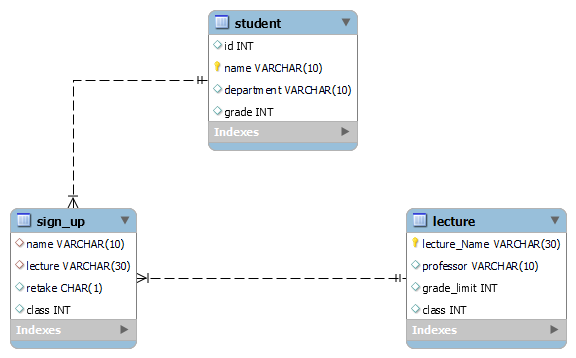 student
id INT
name VARCHAR(10)
department VARCHAR(10)
grade INT
Indexes
sign_up
name VARCHAR(10)
lecture VARCHAR(30)
retake CHAR(1)
class INT
Indexes
lecture
lecture_Name VARCHAR(30)
professor VARCHAR(10)
grade_limit INT
class INT
Indexes